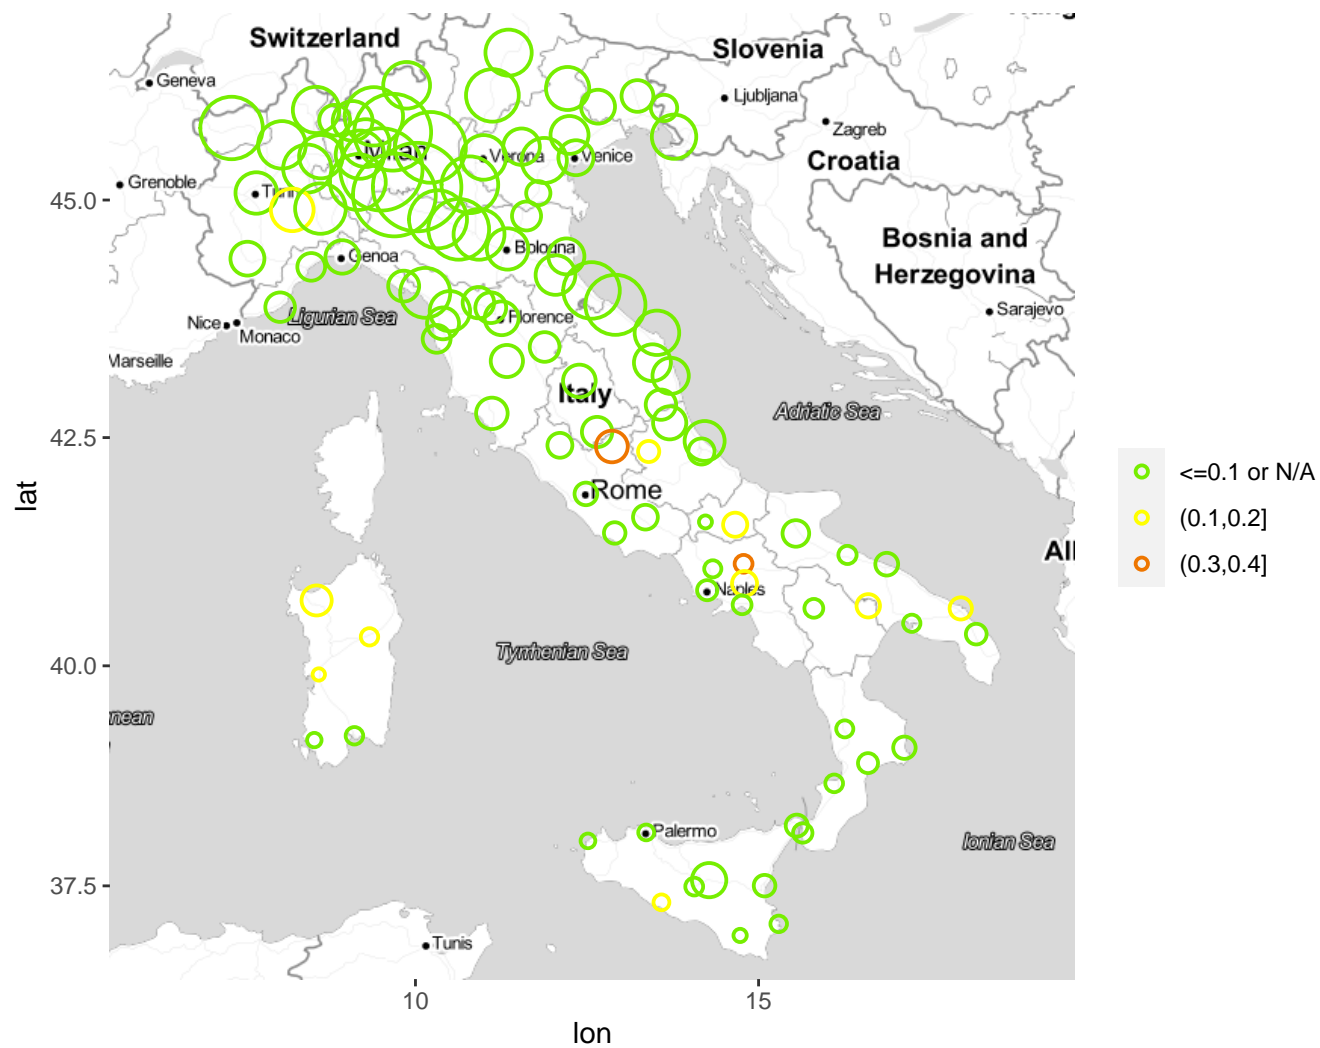 Switzerland
Slovenia
Geneva
Ljubljana
Zagreb
Croatia
Milan
Verona
Venice
Grenoble
45.0
Bosnia and
Herzegovina
Bologna
Genoa
Sarajevo
Ligurian Sea
Florence
Nice
Monaco
Marseille
Italy
Adriatic Sea
42.5
<=0.1 or N/A
lat
Rome
(0.1,0.2]
(0.3,0.4]
Naples
Tyrrhenian Sea
40.0
nean
Palermo
Ionian Sea
37.5
Tunis
10
15
lon